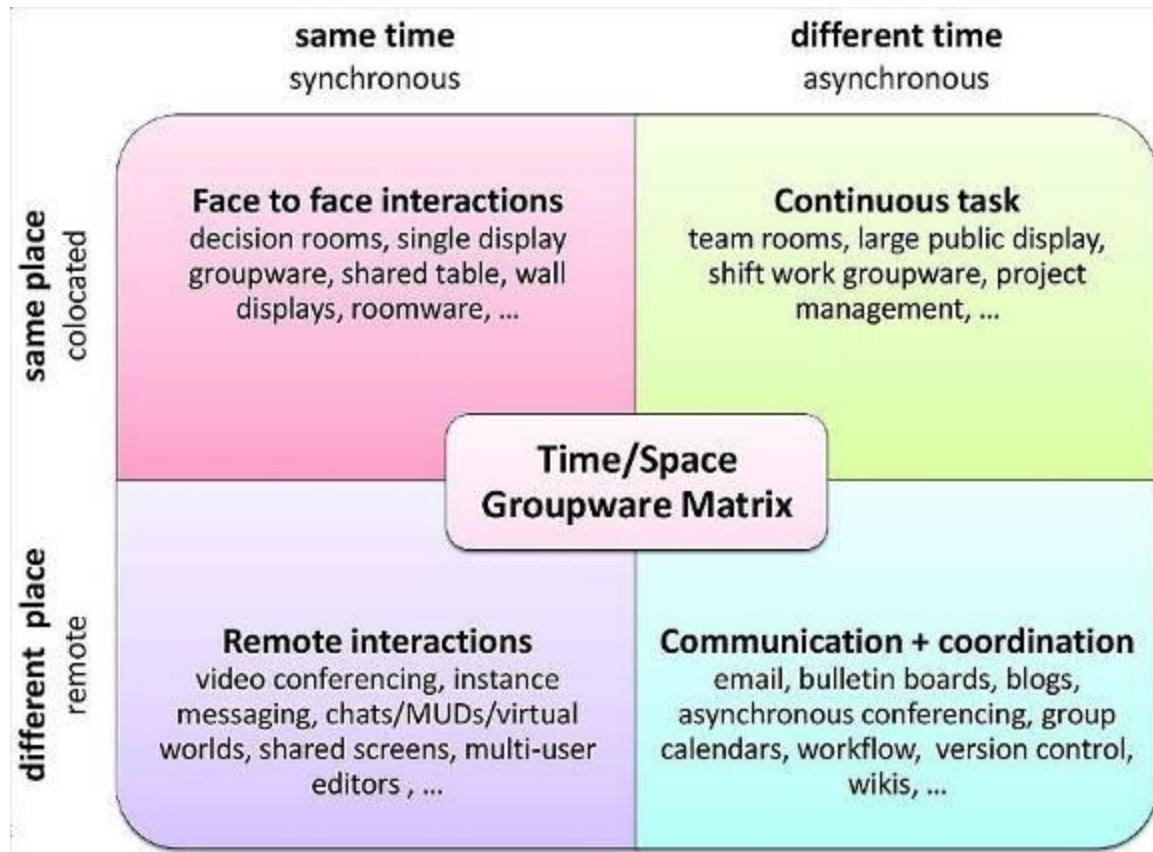 same time
synchronous
different time
asynchronous
same place
colocated
Face to face interactions
decision rooms, single display
groupware, shared table, wall
displays, roomware, ...
Continuous task
team rooms, large public display,
shift work groupware, project
management, ...
Time/Space
Groupware Matrix
different place
remote
Remote interactions
video conferencing, instance
messaging, chats/MUDs/virtual
worlds, shared screens, multi-user
editors , ...
Communication + coordination
email, bulletin boards, blogs,
asynchronous conferencing, group
calendars, workflow, version control,
wikis, ...